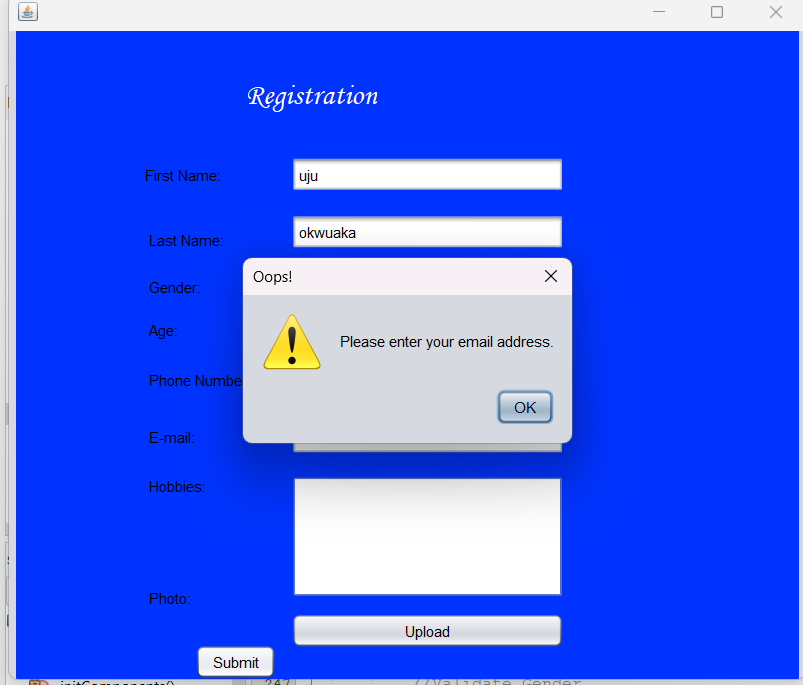 Registration
First Name:
uju
Last Name:
okwuaka
Oops!
Gender:
Age:
Please enter your email address.
Phone Numbe
OK
E-mail:
Hobbies:
Photo:
Upload
Submit
initComponents()
247
//Validate Gender